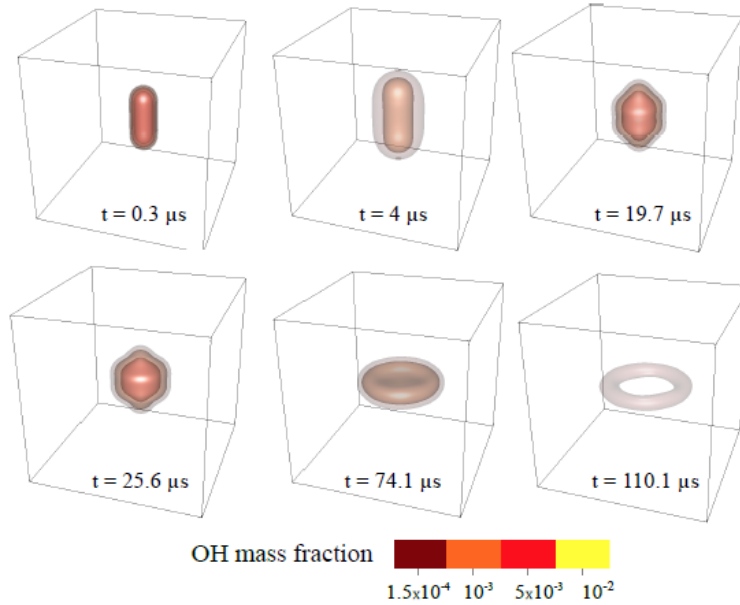 t = 0.3 μs
t = 4 μs
t = 19.7 μs
t = 25.6 μs
t = 74.1 μs
t = 110.1 μs
OH mass fraction
1.5x10⁻⁴ 10⁻³ 5x10⁻³ 10⁻²